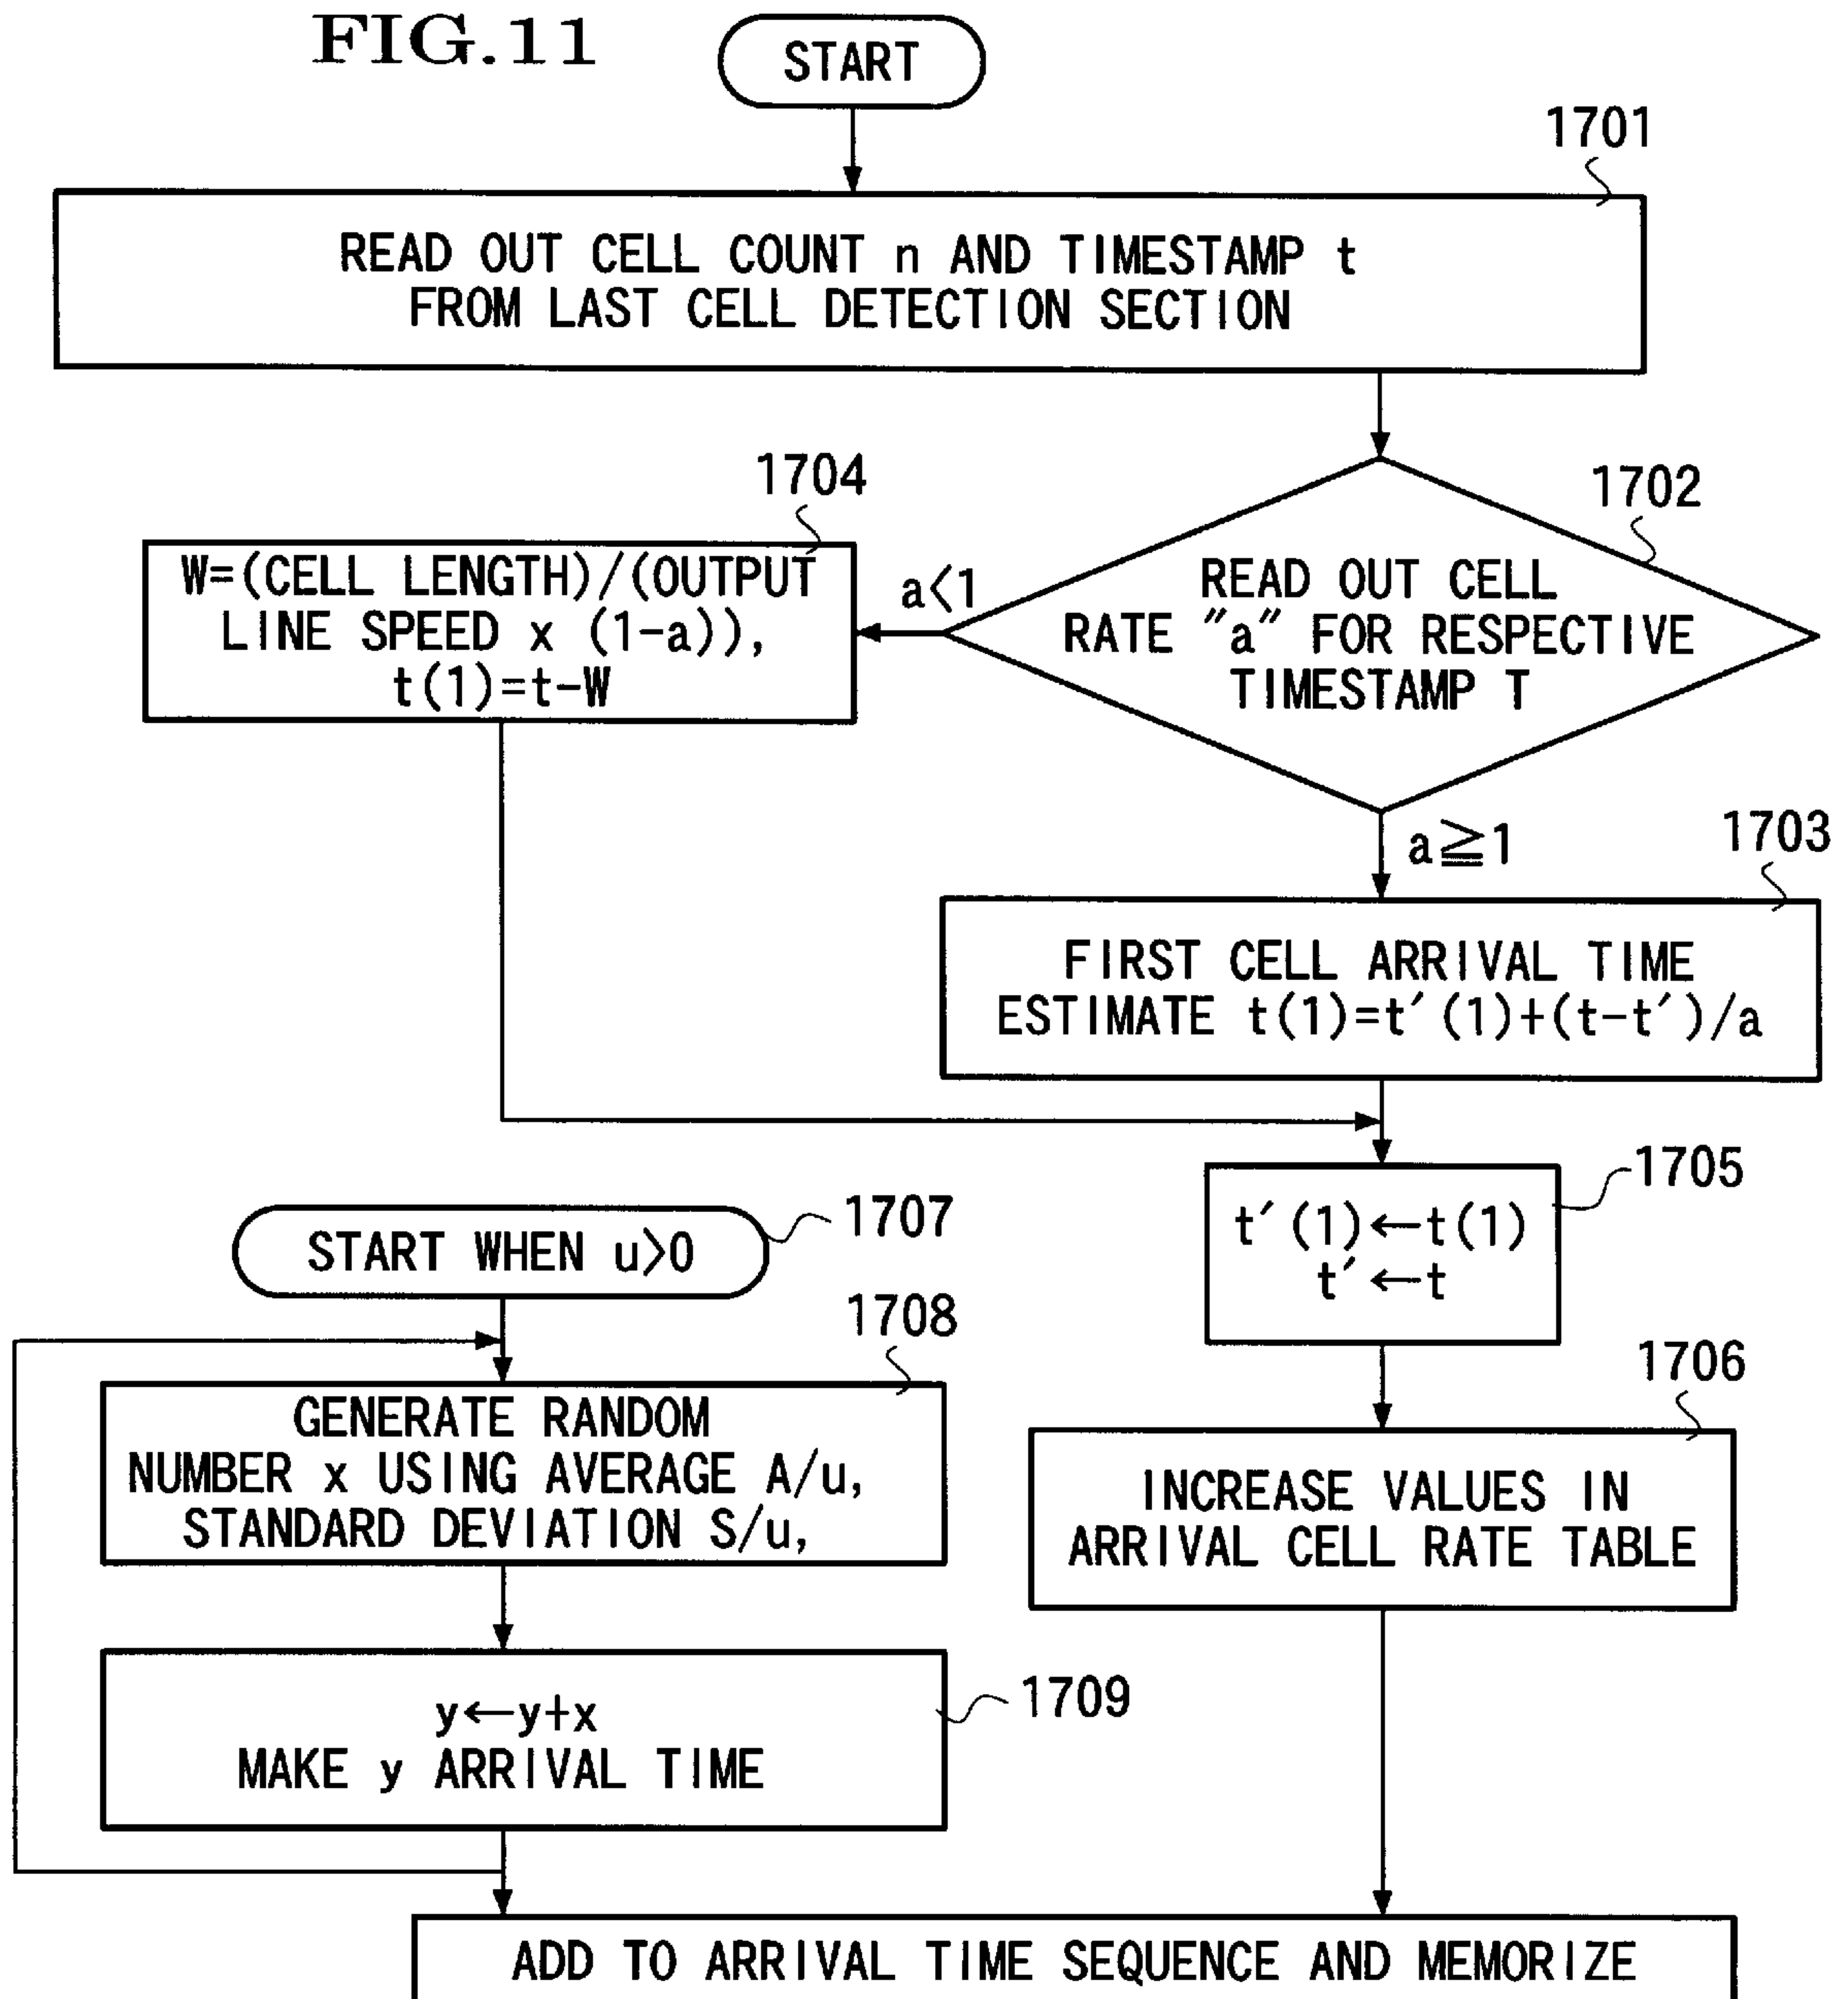 FIG.11
START
1701
READ OUT CELL COUNT n AND TIMESTAMP t
FROM LAST CELL DETECTION SECTION
1702
READ OUT CELL
RATE "a" FOR RESPECTIVE
TIMESTAMP T
a<1
1704
W=(CELL LENGTH)/(OUTPUT
LINE SPEED x (1-a)),
t(1)=t-W
a≧1
1703
FIRST CELL ARRIVAL TIME
ESTIMATE t(1)=t'(1)+(t-t')/a
1705
t'(1)←t(1)
t'←t
1706
INCREASE VALUES IN
ARRIVAL CELL RATE TABLE
1707
START WHEN u>0
1708
GENERATE RANDOM
NUMBER x USING AVERAGE A/u,
STANDARD DEVIATION S/u,
1709
y←y+x
MAKE y ARRIVAL TIME
ADD TO ARRIVAL TIME SEQUENCE AND MEMORIZE